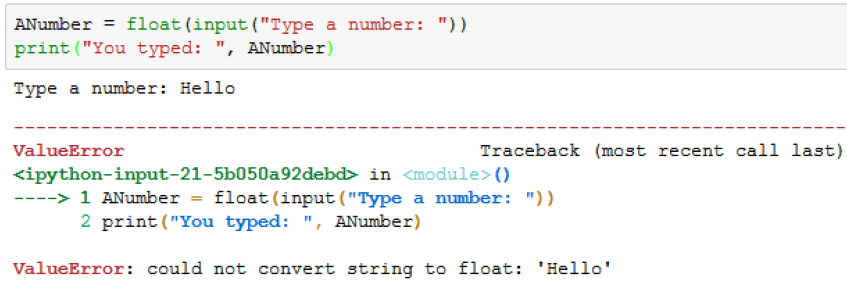 ANumber = float(input("Type a number: "))
print("You typed: ", ANumber)
Type a number: Hello
---------------------------------------------------------------------------
ValueError                                Traceback (most recent call last)
<ipython-input-21-5b050a92debd> in <module>()
----> 1 ANumber = float(input("Type a number: "))
      2 print("You typed: ", ANumber)
ValueError: could not convert string to float: 'Hello'